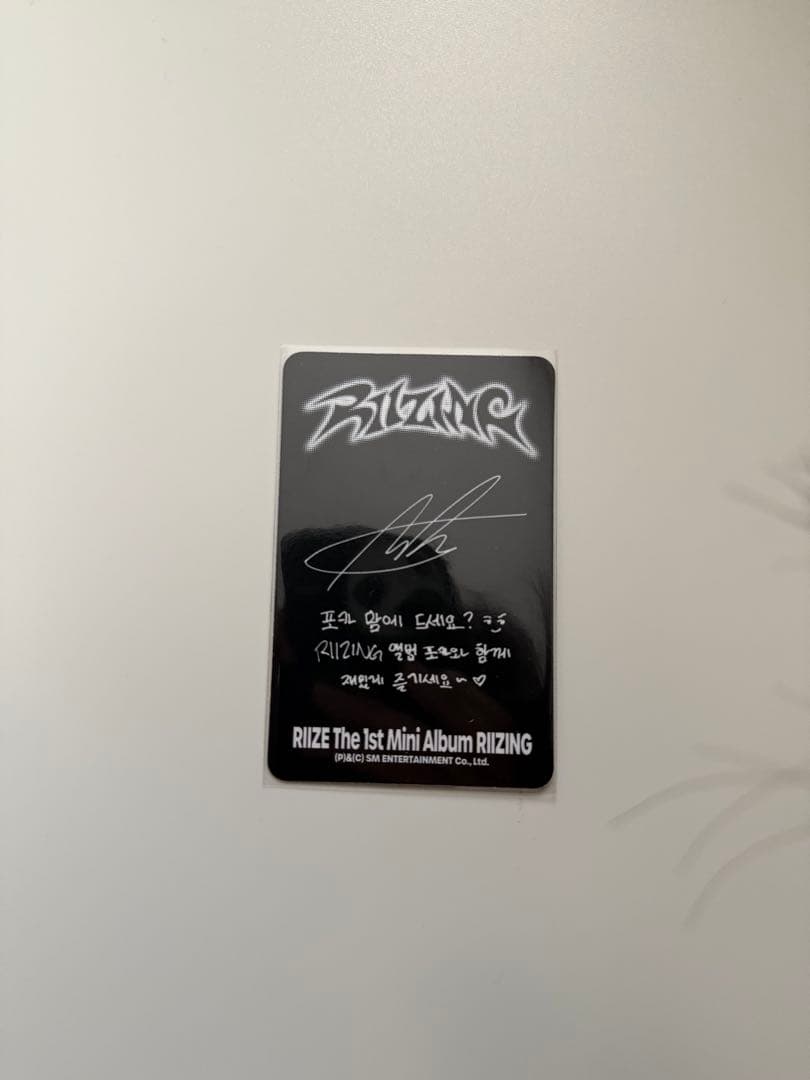 RIIZING
포카 맘에 드세요?
RIIZING 앨범 포카와 함께
재밌게 즐기세요~ ♡
RIIZE The 1st Mini Album RIIZING
(P)&(C) SM ENTERTAINMENT Co., Ltd.